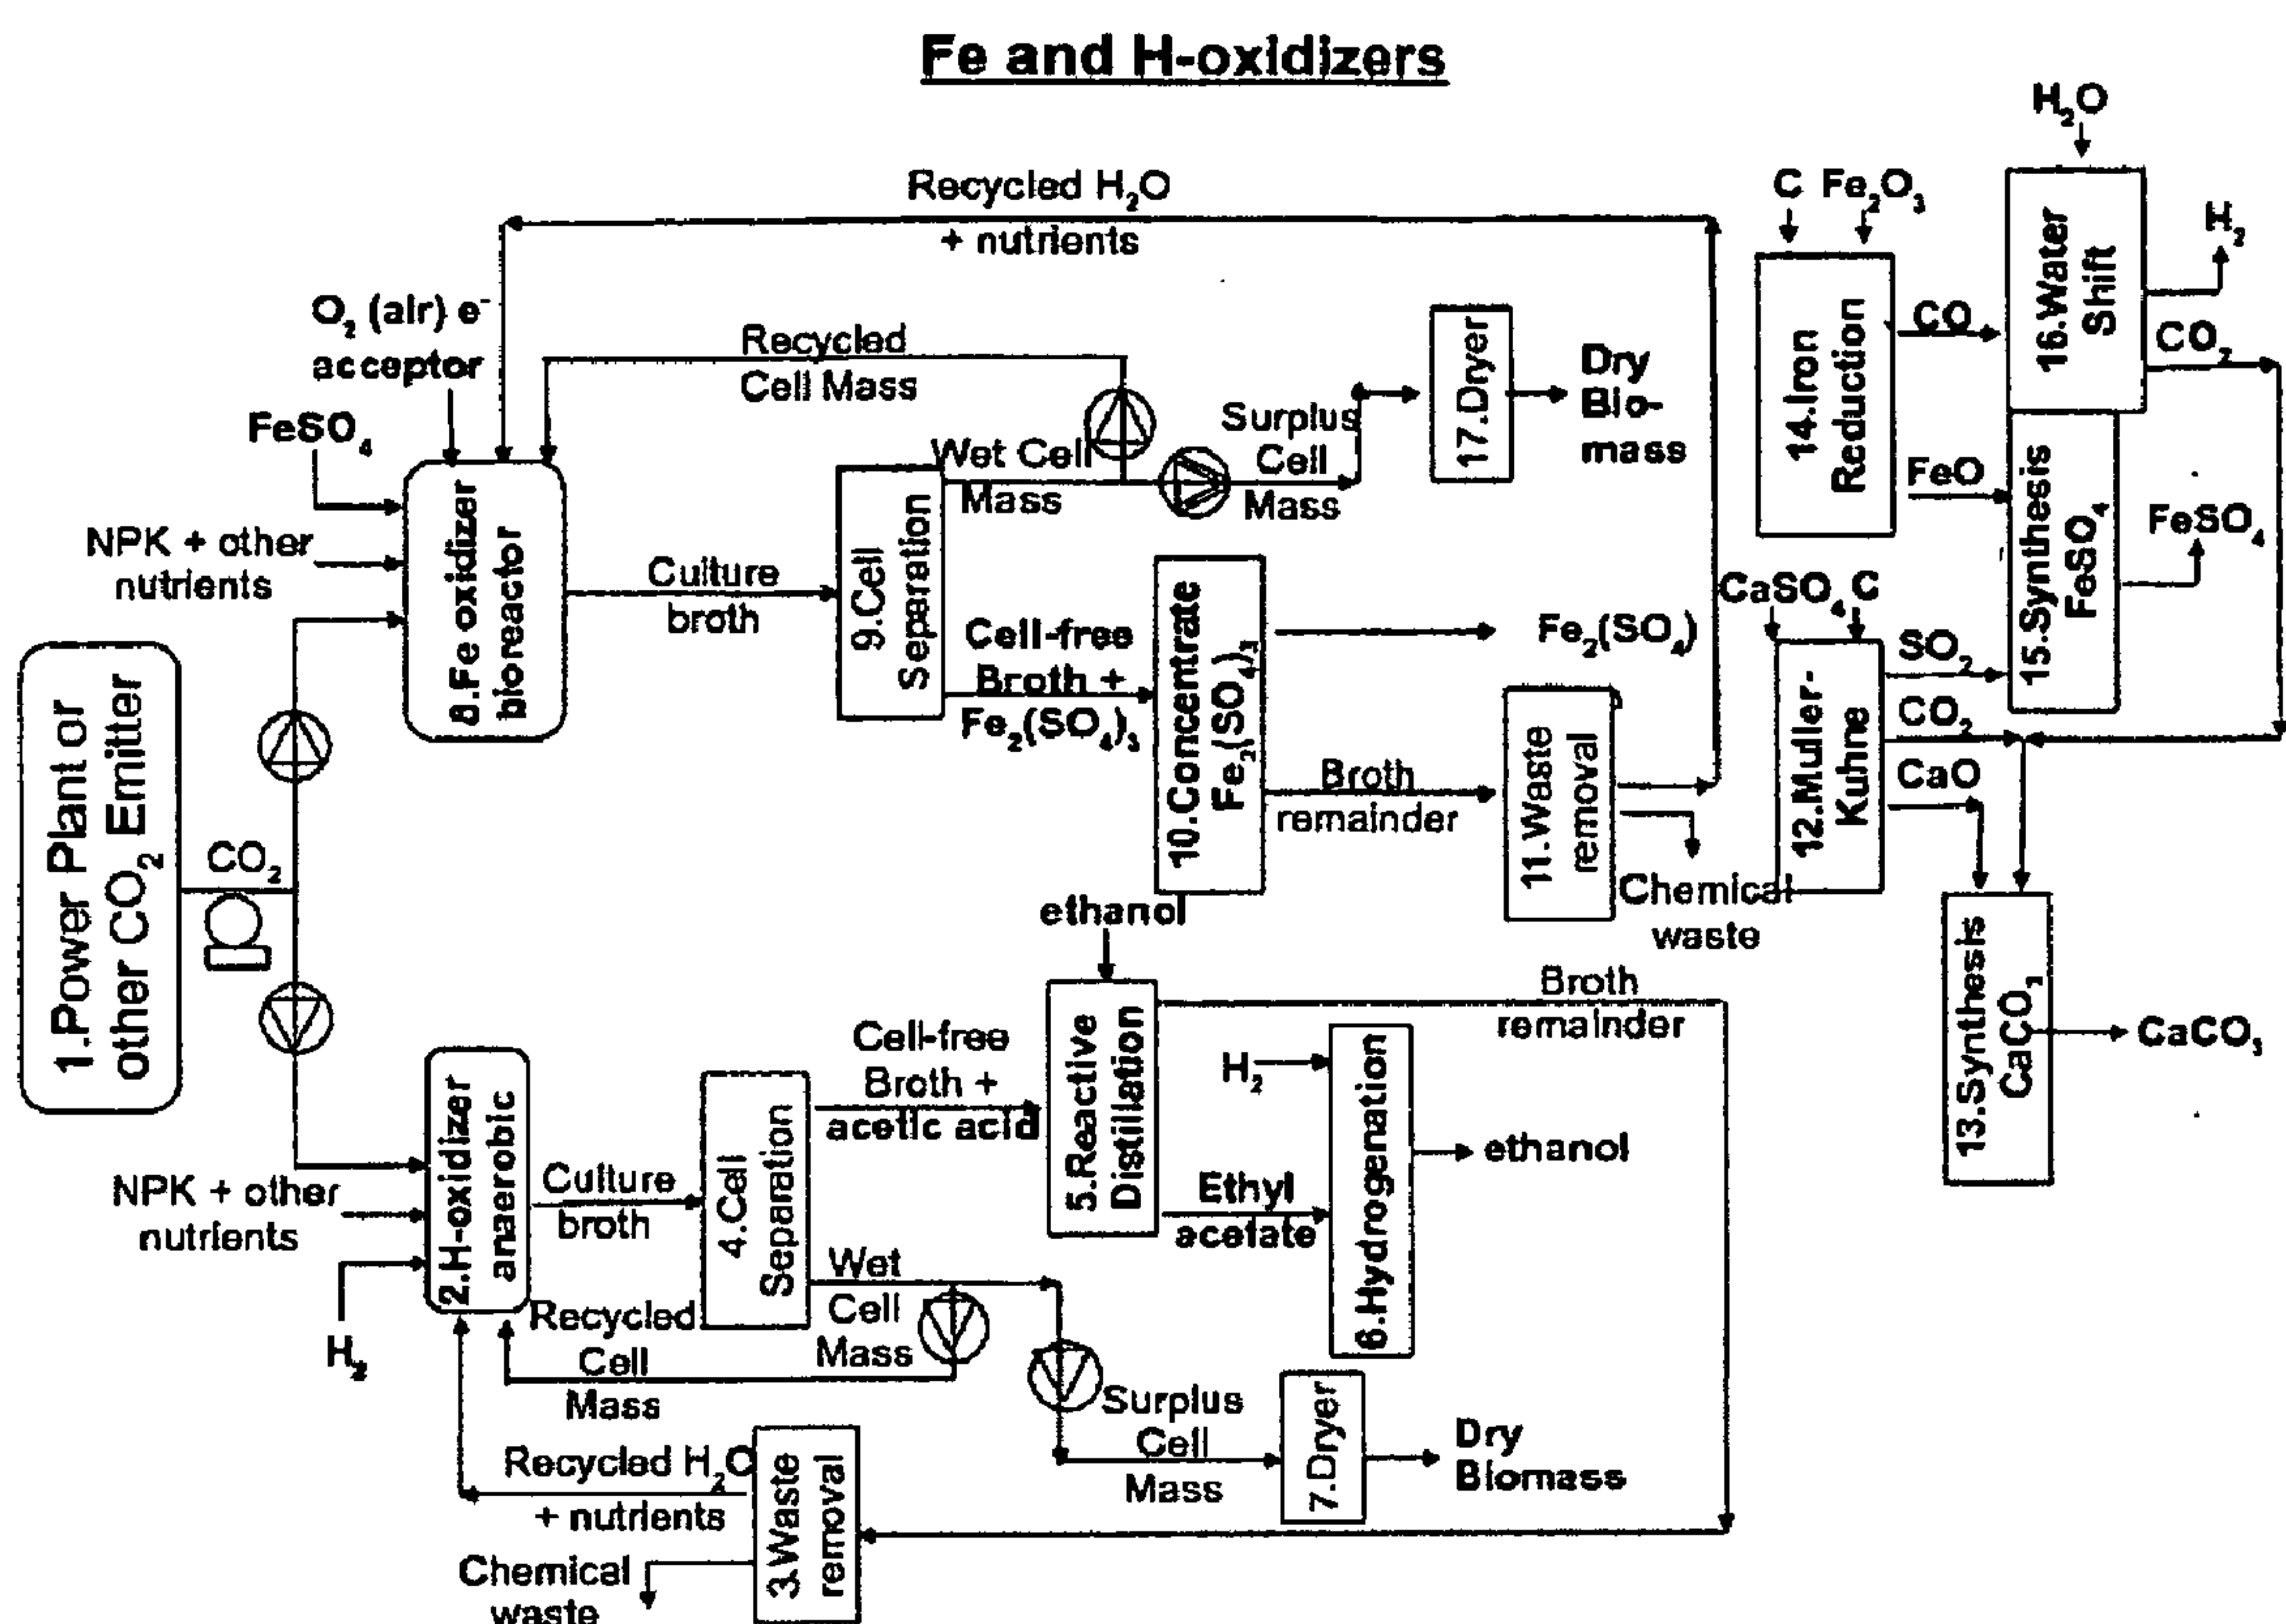 Fe and H-oxidizers
H₂O
Recycled H₂O
+ nutrients
C Fe₂O₃
H₂
16.Water
Shift
14.Iron
Reduction
CO
CO₂
O₂ (air) e⁻
acceptor
Recycled
Cell Mass
17.Dryer
Dry
Bio-
mass
FeSO₄
Surplus
Cell
Mass
Wet Cell
Mass
FeO
15.Synthesis
FeSO₄
FeSO₄
NPK + other
nutrients
8.Fe oxidizer
bioreactor
Culture
broth
9.Cell
Separation
Cell-free
Broth +
Fe₂(SO₄)₃
10.Concentrate
Fe₂(SO₄)₃
Fe₂(SO₄)
CaSO₄ C
SO₂
CO₂
CaO
12.Muller-
Kuhne
Broth
remainder
11.Waste
removal
Chemical
waste
1.Power Plant or
other CO₂ Emitter
CO₂
ethanol
5.Reactive
Distillation
Broth
remainder
13.Synthesis
CaCO₃
CaCO₃
Cell-free
Broth +
acetic acid
H₂
6.Hydrogenation
ethanol
Ethyl
acetate
NPK + other
nutrients
H₂
2.H-oxidizer
anaerobic
Culture
broth
4.Cell
Separation
Wet
Cell
Mass
Recycled
Cell
Mass
Surplus
Cell
Mass
7.Dryer
Dry
Biomass
Recycled H₂O
+ nutrients
3.Waste
removal
Chemical
waste